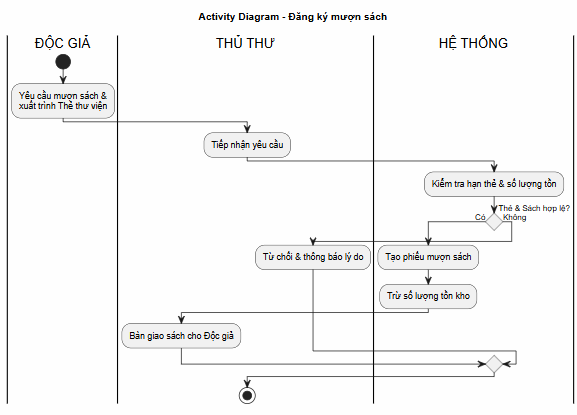 Activity Diagram - Đăng ký mượn sách
ĐỘC GIẢ
THỦ THƯ
HỆ THỐNG
Yêu cầu mượn sách &
xuất trình Thẻ thư viện
Tiếp nhận yêu cầu
Kiểm tra hạn thẻ & số lượng tồn
Thẻ & Sách hợp lệ?
Có
Không
Từ chối & thông báo lý do
Tạo phiếu mượn sách
Trừ số lượng tồn kho
Bàn giao sách cho Độc giả